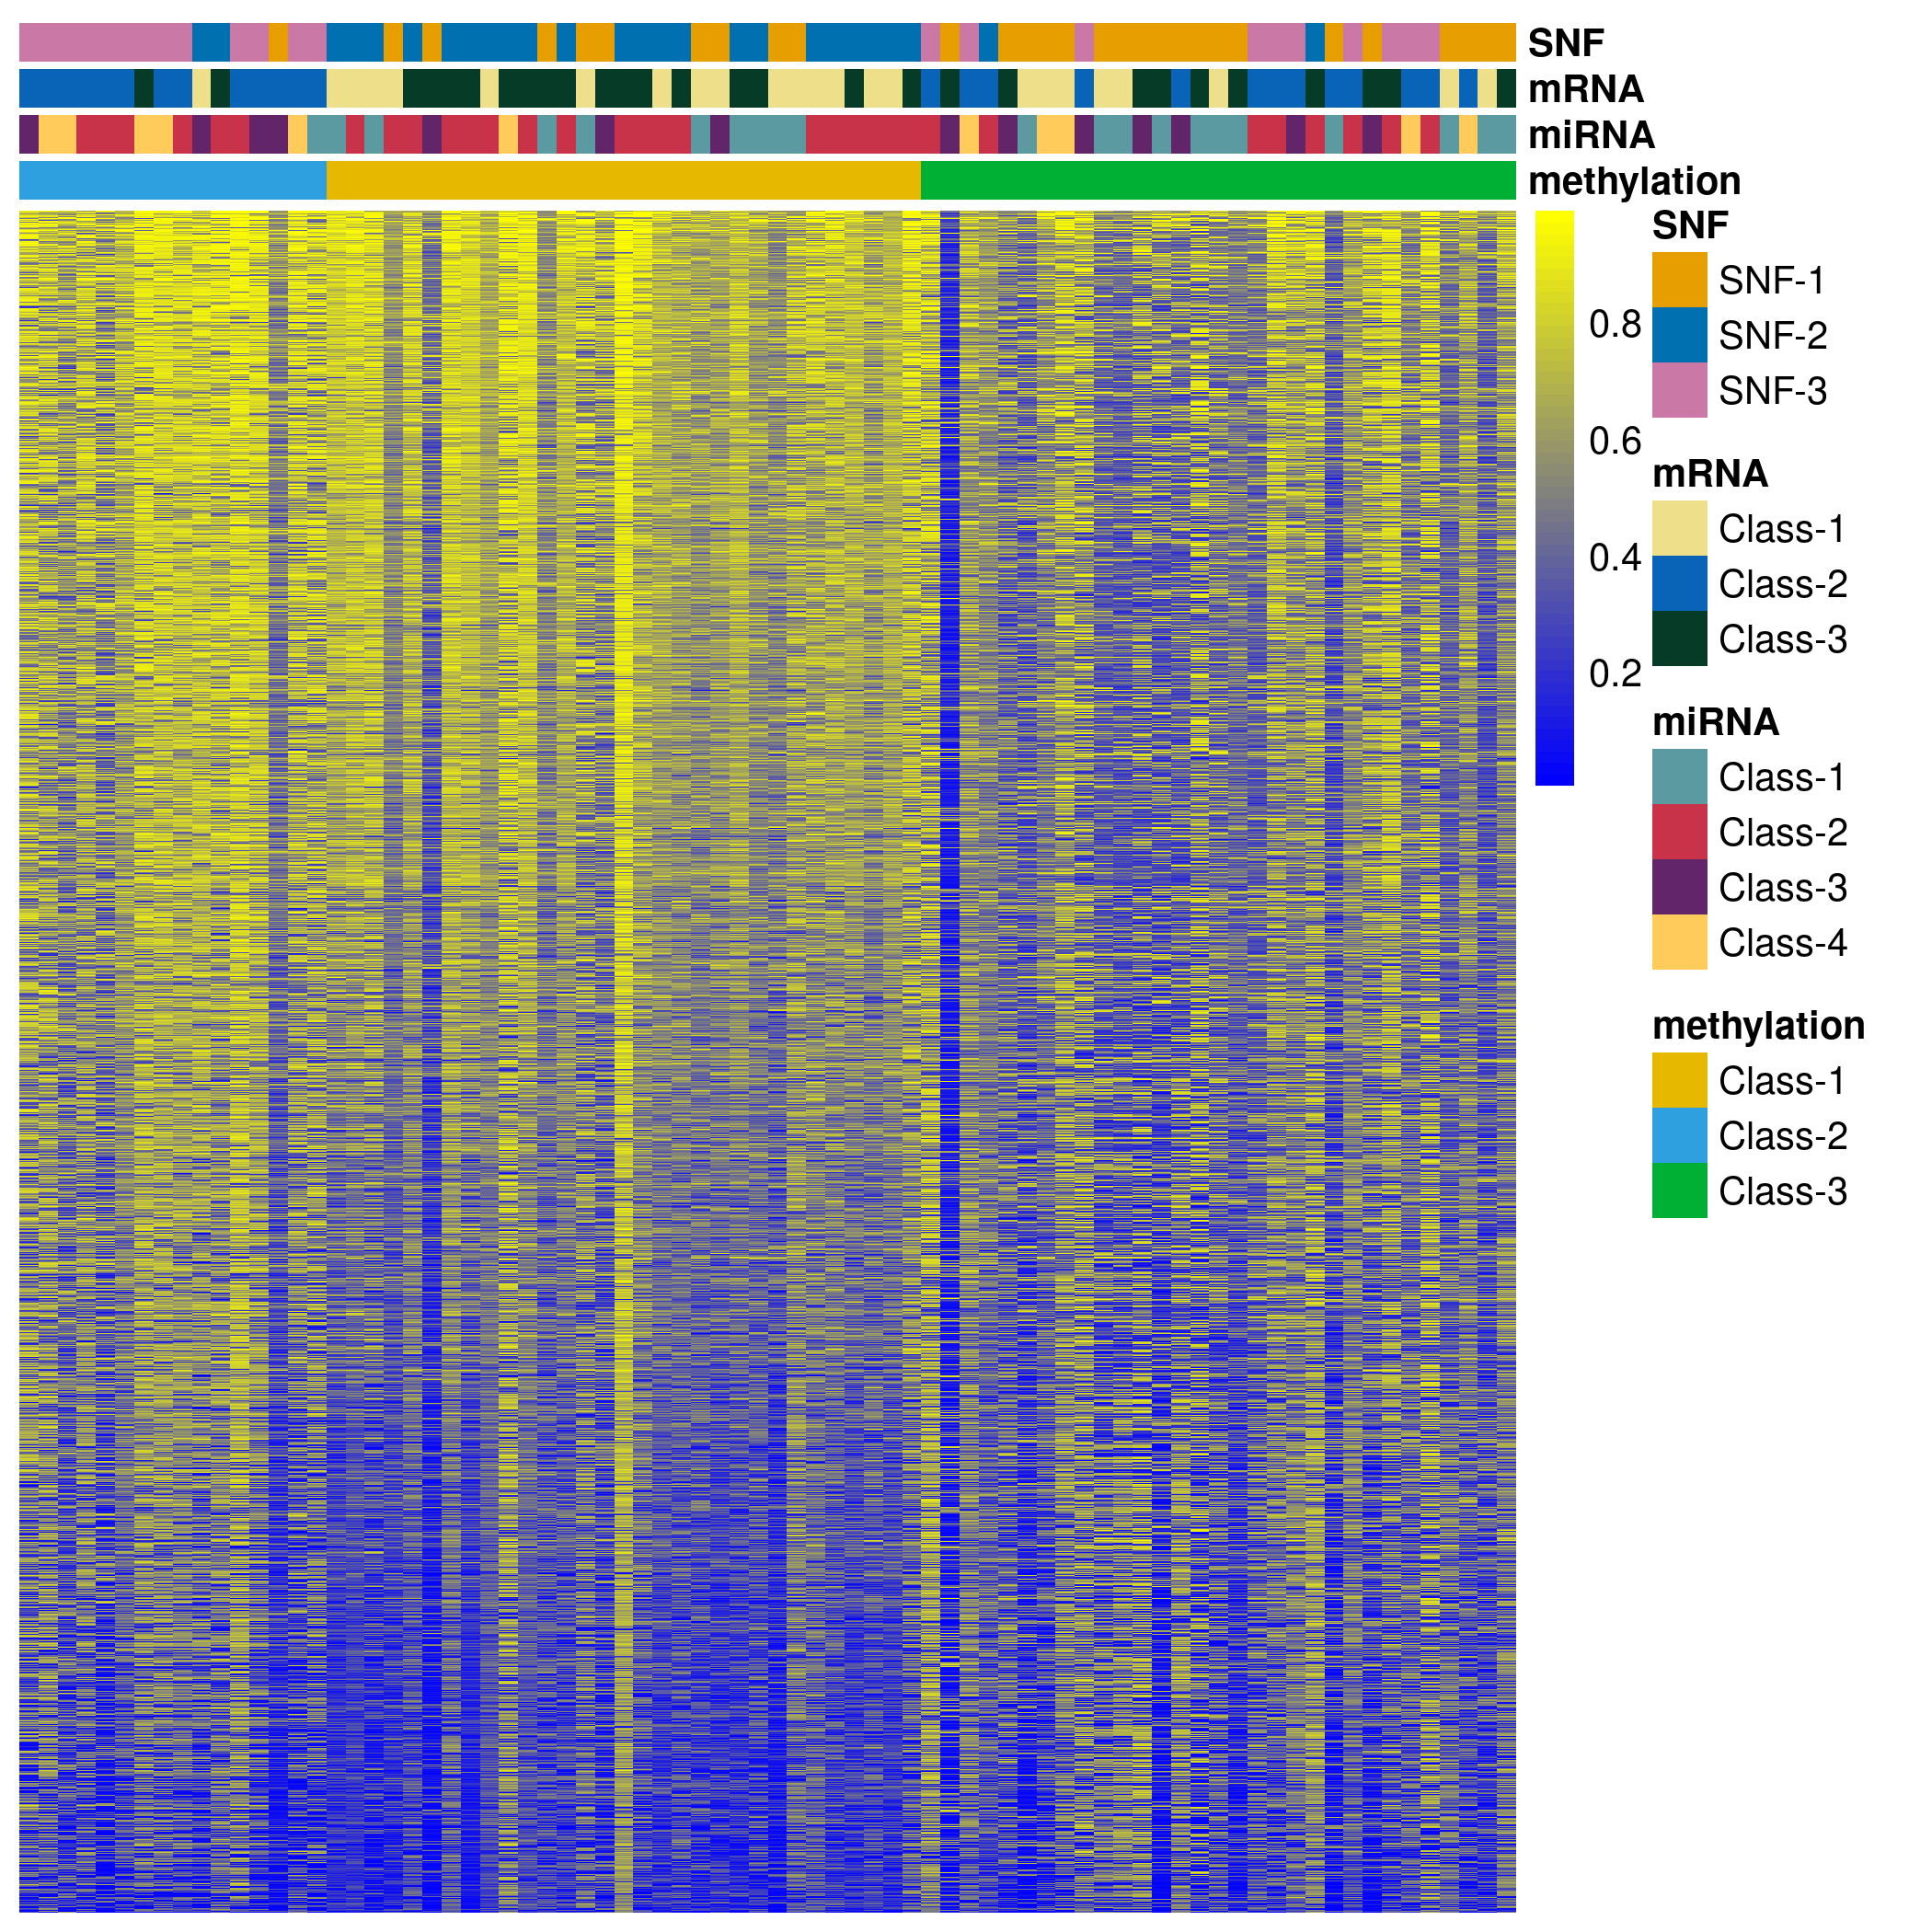 SNF
mRNA
miRNA
methylation
0.8
0.6
0.4
0.2
SNF
SNF-1
SNF-2
SNF-3
mRNA
Class-1
Class-2
Class-3
miRNA
Class-1
Class-2
Class-3
Class-4
methylation
Class-1
Class-2
Class-3